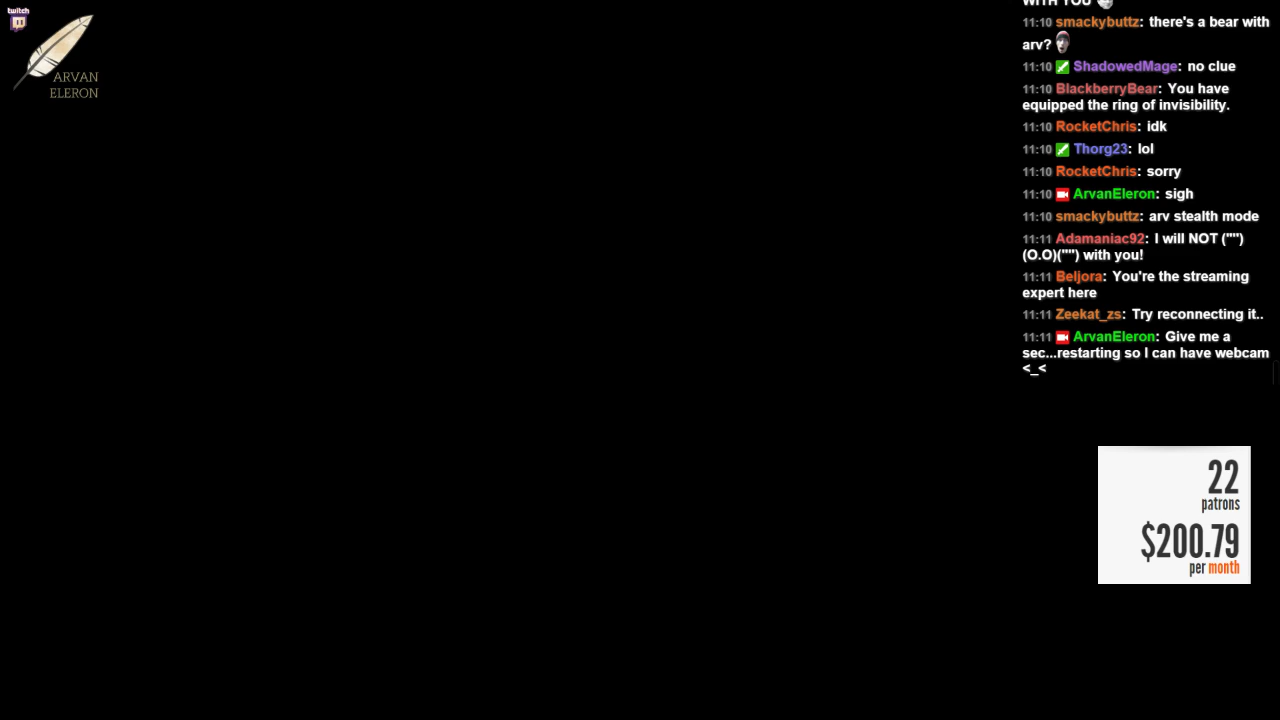 twitch
ARVAN
ELERON
WITH YOU
11:10 smackybuttz: there's a bear with
arv?
11:10 ShadowedMage: no clue
11:10 BlackberryBear: You have
equipped the ring of invisibility.
11:10 RocketChris: idk
11:10 Thorg23: lol
11:10 RocketChris: sorry
11:10 ArvanEleron: sigh
11:10 smackybuttz: arv stealth mode
11:11 Adamaniac92: I will NOT ("")
(O.O)("") with you!
11:11 Beljora: You're the streaming
expert here
11:11 Zeekat_zs: Try reconnecting it..
11:11 ArvanEleron: Give me a
sec...restarting so I can have webcam
<_<
22
patrons
$200.79
per month